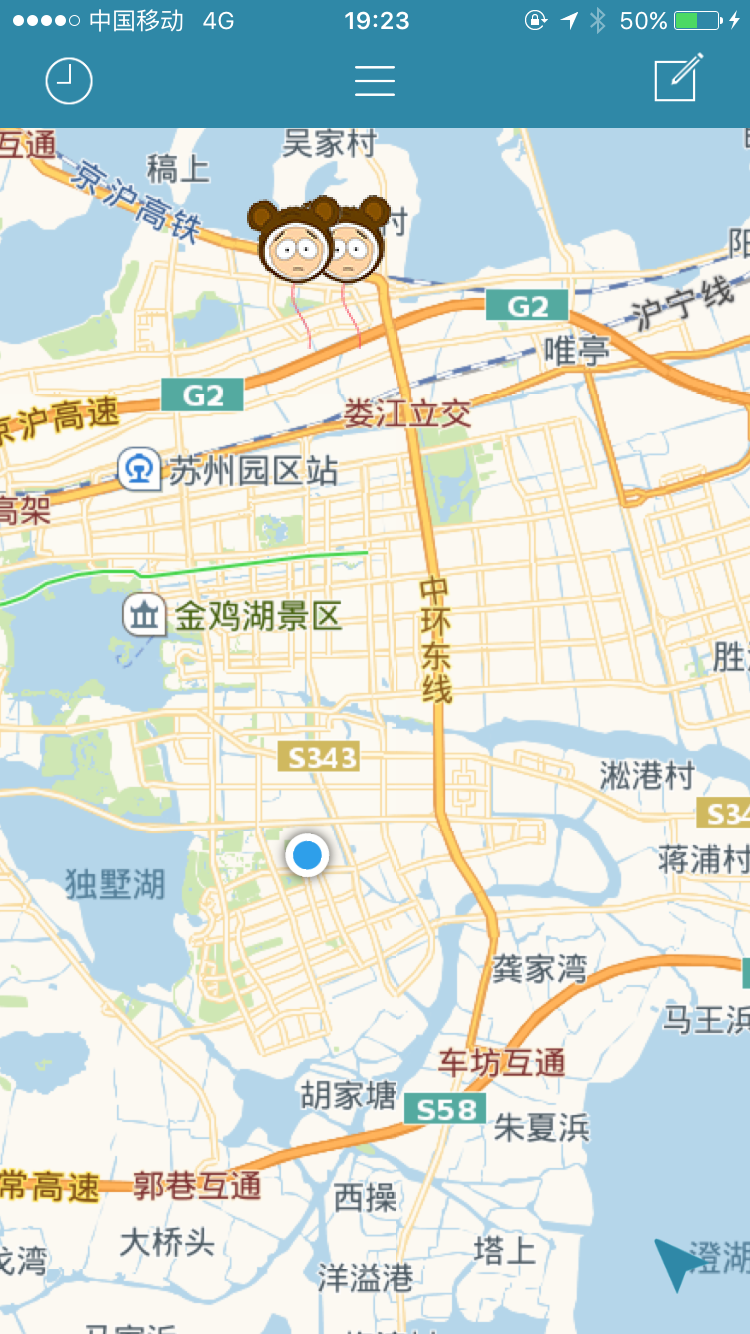 中国移动 4G 19:23 50%
吴家村
互通
稿上
京沪高铁
村
阳
沪宁线
G2
唯亭
G2
京沪高速
娄江立交
苏州园区站
高架
中环东线
金鸡湖景区
胜
S343
淞港村
S34
蒋浦村
独墅湖
龚家湾
马王浜
车坊互通
胡家塘
S58
朱夏浜
常高速
郭巷互通
西操
大桥头
塔上
澄湖
戈湾
洋溢港